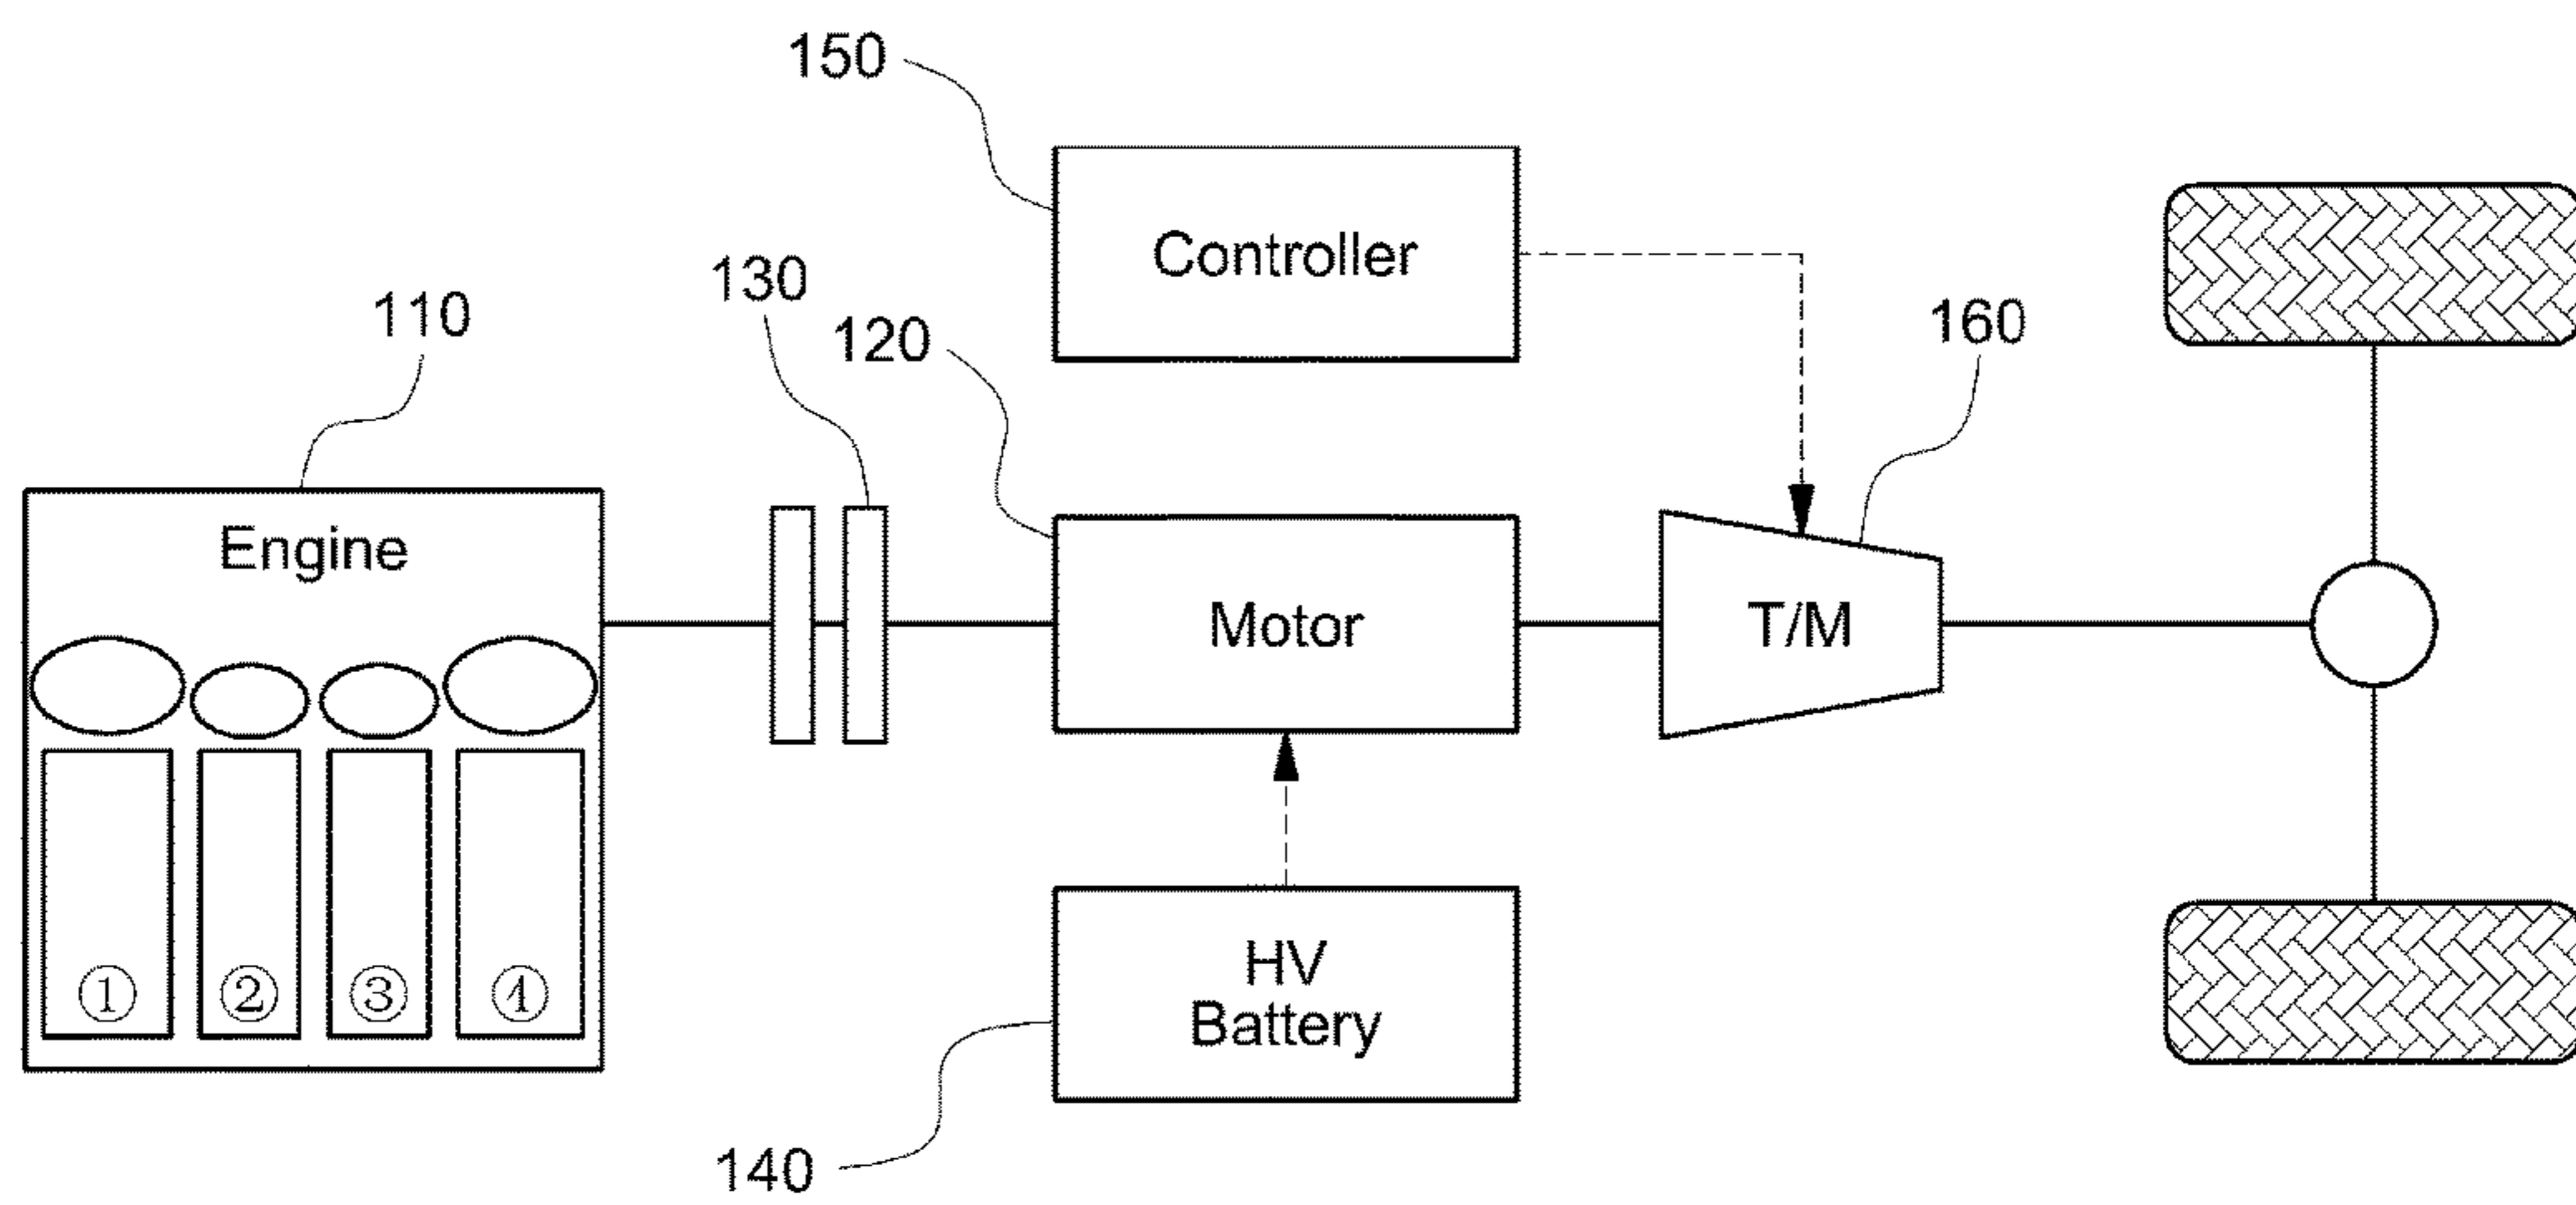 150
Controller
130
110
120
160
Engine
Motor
T/M
① ② ③ ④
HV
Battery
140